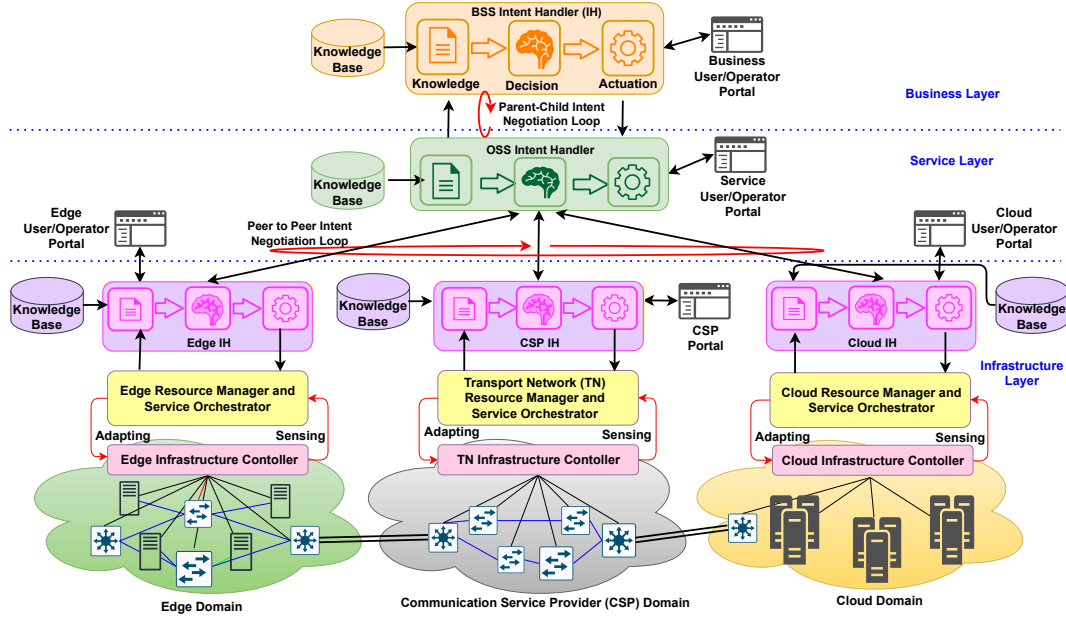 BSS Intent Handler (IH)
Knowledge
Base
Knowledge
Decision
Actuation
Business
User/Operator
Portal
Business Layer
Parent-Child Intent
Negotiation Loop
OSS Intent Handler
Knowledge
Base
Service
User/Operator
Portal
Service Layer
Edge
User/Operator
Portal
Peer to Peer Intent
Negotiation Loop
Cloud
User/Operator
Portal
Knowledge
Base
Edge IH
Knowledge
Base
CSP IH
CSP
Portal
Cloud IH
Knowledge
Base
Infrastructure
Layer
Edge Resource Manager and
Service Orchestrator
Transport Network (TN)
Resource Manager and
Service Orchestrator
Cloud Resource Manager and
Service Orchestrator
Adapting
Sensing
Adapting
Sensing
Adapting
Sensing
Edge Infrastructure Contoller
TN Infrastructure Contoller
Cloud Infrastructure Contoller
Edge Domain
Communication Service Provider (CSP) Domain
Cloud Domain